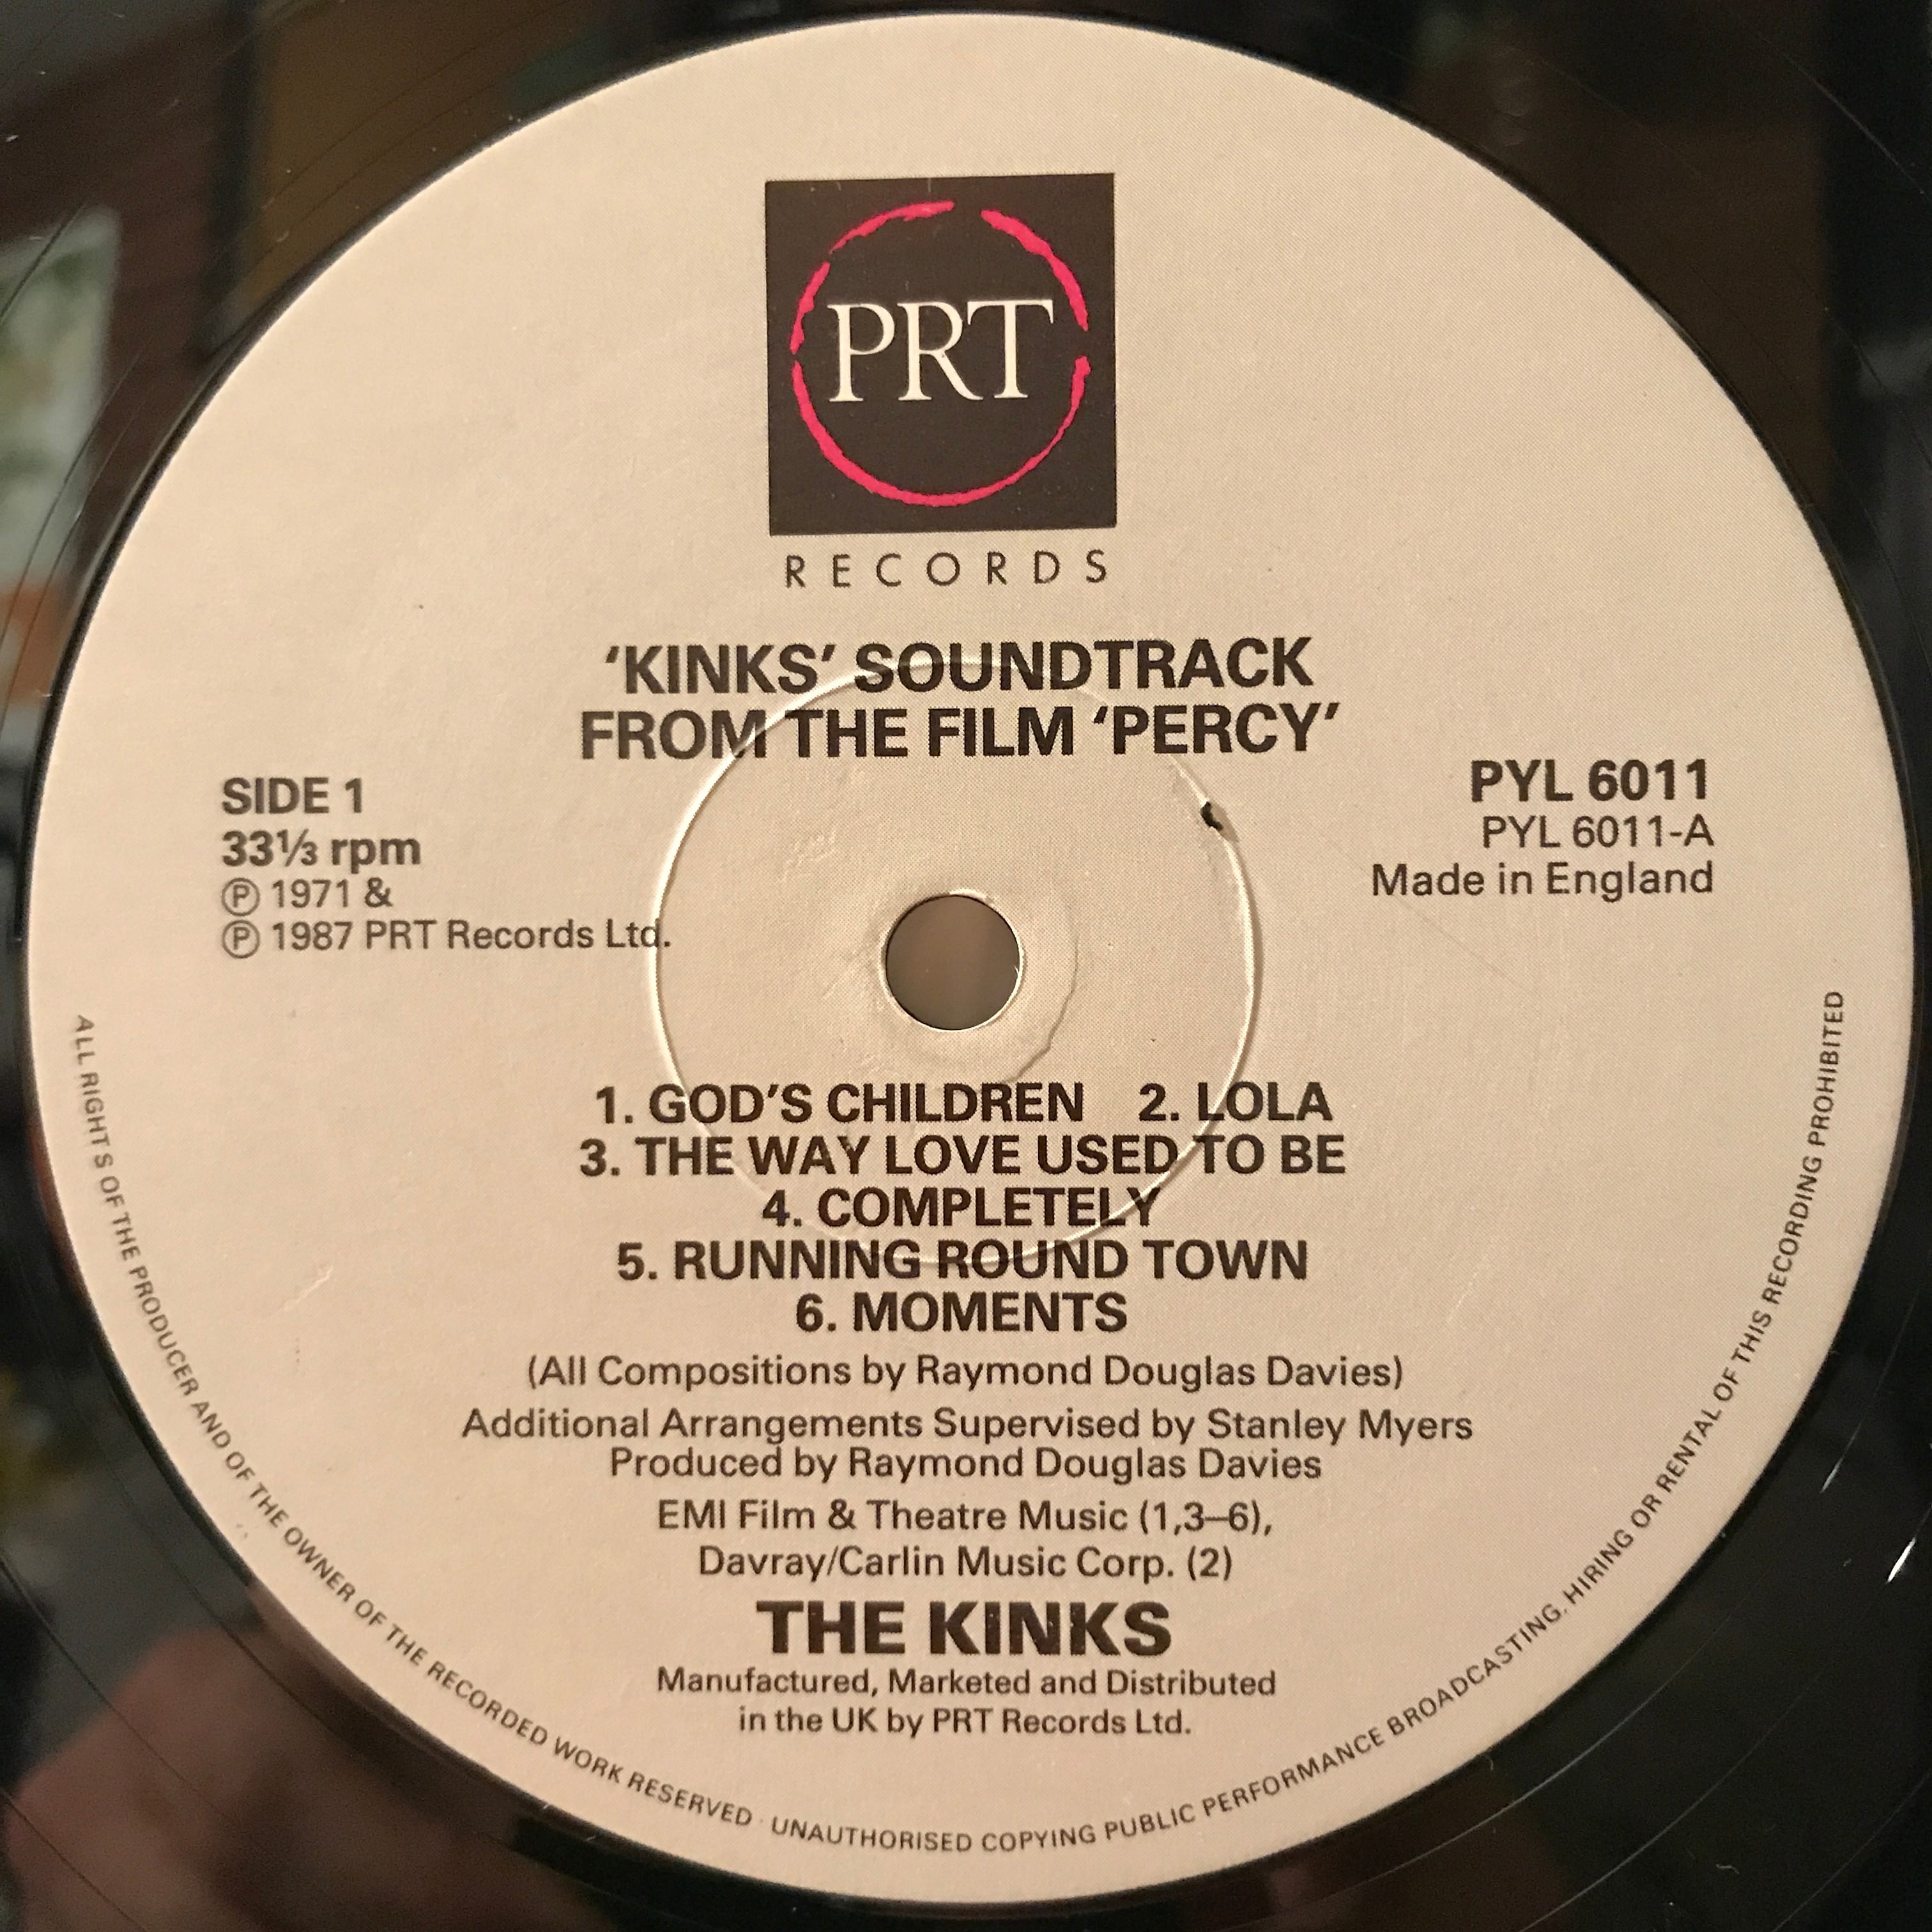 PRT
RECORDS
‘KINKS’ SOUNDTRACK
FROM THE FILM ‘PERCY’
SIDE 1
33⅓ rpm
℗ 1971 &
℗ 1987 PRT Records Ltd.
PYL 6011
PYL 6011-A
Made in England
1. GOD’S CHILDREN 2. LOLA
3. THE WAY LOVE USED TO BE
4. COMPLETELY
5. RUNNING ROUND TOWN
6. MOMENTS
(All Compositions by Raymond Douglas Davies)
Additional Arrangements Supervised by Stanley Myers
Produced by Raymond Douglas Davies
EMI Film & Theatre Music (1,3–6),
Davray/Carlin Music Corp. (2)
THE KINKS
Manufactured, Marketed and Distributed
in the UK by PRT Records Ltd.
ALL RIGHTS OF THE PRODUCER AND OF THE OWNER OF THE RECORDED WORK RESERVED · UNAUTHORISED COPYING PUBLIC PERFORMANCE BROADCASTING, HIRING OR RENTAL OF THIS RECORDING PROHIBITED